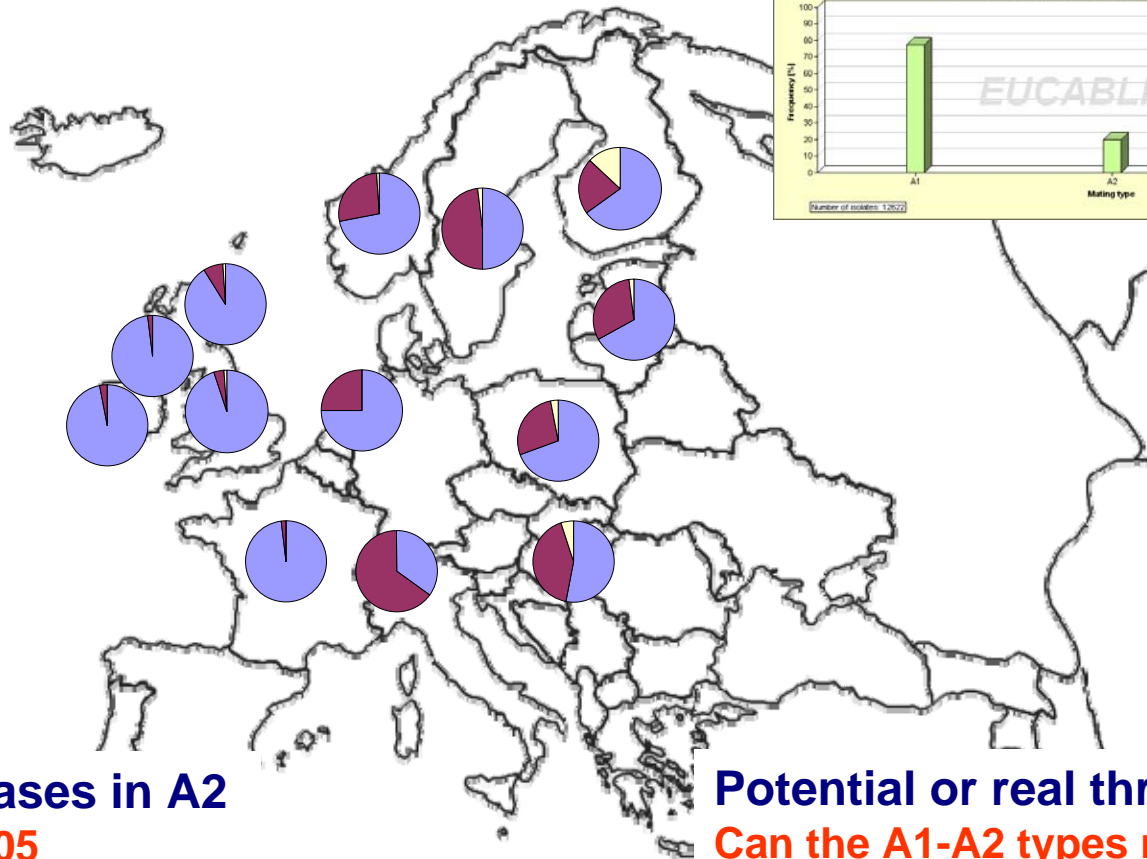 100
90
80
70
60
50
40
30
20
10
0
Frequency [%]
EUCABLI
A1
A2
Mating type
Number of isolates: 12622
ases in A2
05
Potential or real thr
Can the A1-A2 types r